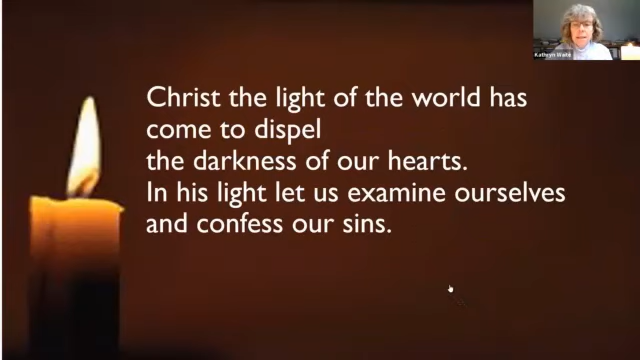 Christ the light of the world has
come to dispel
the darkness of our hearts.
In his light let us examine ourselves
and confess our sins.
Kathryn Waite